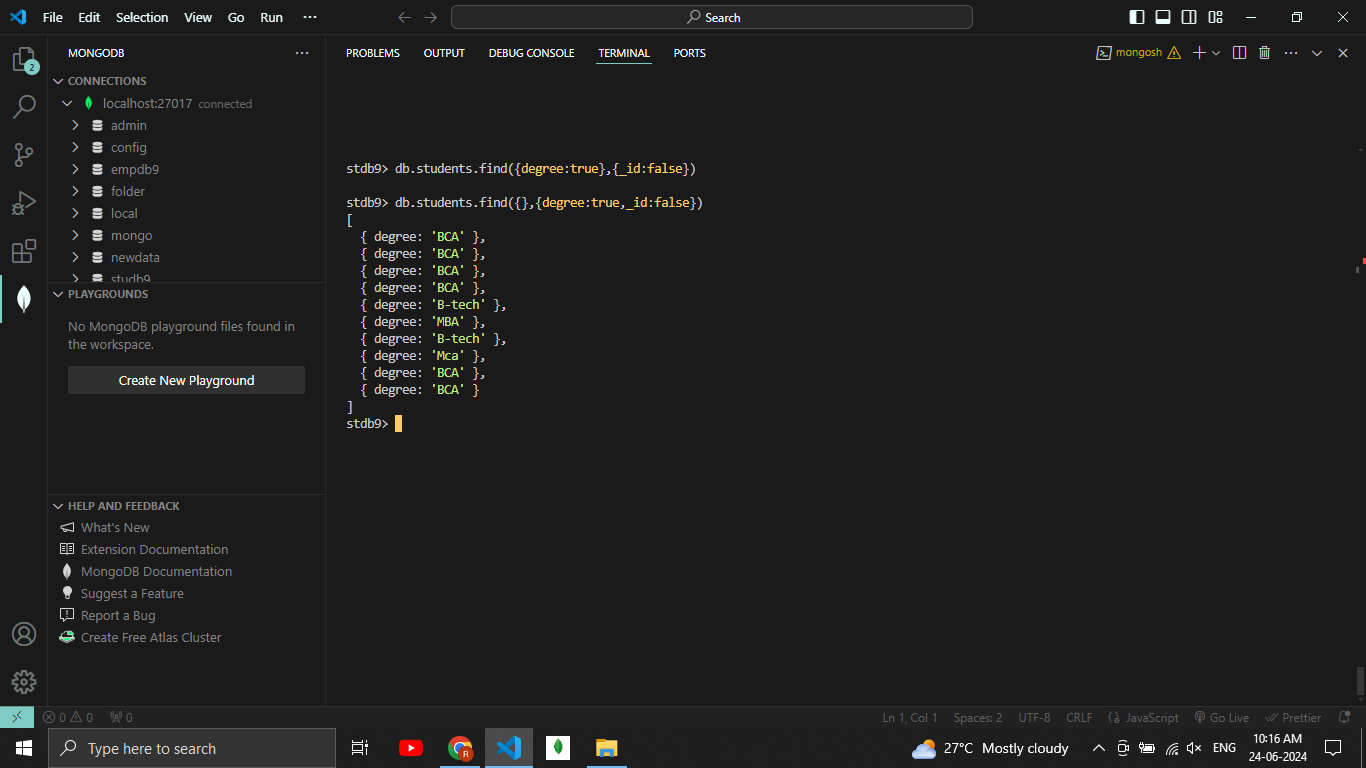 File Edit Selection View Go Run ···
Search
MONGODB
CONNECTIONS
localhost:27017 connected
admin
config
empdb9
folder
local
mongo
newdata
studb9
PLAYGROUNDS
No MongoDB playground files found in
the workspace.
Create New Playground
HELP AND FEEDBACK
What's New
Extension Documentation
MongoDB Documentation
Suggest a Feature
Report a Bug
Create Free Atlas Cluster
2
PROBLEMS OUTPUT DEBUG CONSOLE TERMINAL PORTS
mongosh
stdb9> db.students.find({degree:true},{_id:false})
stdb9> db.students.find({},{degree:true,_id:false})
[
{ degree: 'BCA' },
{ degree: 'BCA' },
{ degree: 'BCA' },
{ degree: 'BCA' },
{ degree: 'B-tech' },
{ degree: 'MBA' },
{ degree: 'B-tech' },
{ degree: 'Mca' },
{ degree: 'BCA' },
{ degree: 'BCA' }
]
stdb9>
0 0 0 Ln 1, Col 1 Spaces: 2 UTF-8 CRLF {} JavaScript Go Live Prettier
Type here to search
R
27°C Mostly cloudy
ENG
10:16 AM
24-06-2024